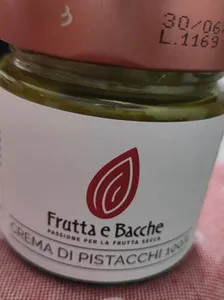 30/06
L.1169
Frutta e Bacche
PASSIONE PER LA FRUTTA SECCA
CREMA DI PISTACCHI 100%